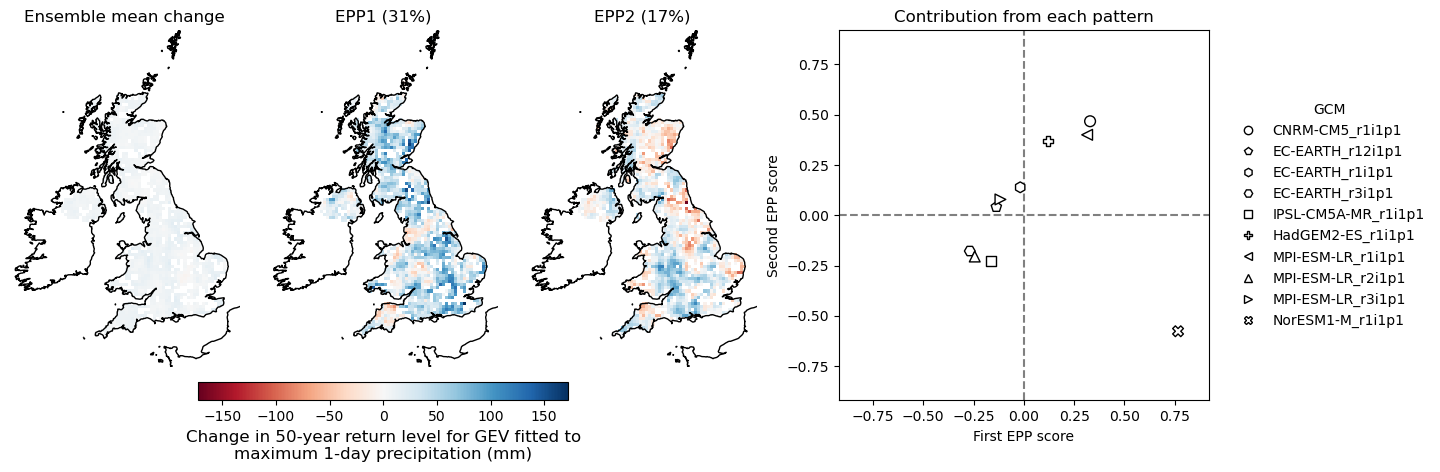 Ensemble mean change
EPP1 (31%)
EPP2 (17%)
−150 −100 −50 0 50 100 150
Change in 50-year return level for GEV fitted to
maximum 1-day precipitation (mm)
Contribution from each pattern
Second EPP score
0.75
0.50
0.25
0.00
−0.25
−0.50
−0.75
−0.75 −0.50 −0.25 0.00 0.25 0.50 0.75
First EPP score
GCM
CNRM-CM5_r1i1p1
EC-EARTH_r12i1p1
EC-EARTH_r1i1p1
EC-EARTH_r3i1p1
IPSL-CM5A-MR_r1i1p1
HadGEM2-ES_r1i1p1
MPI-ESM-LR_r1i1p1
MPI-ESM-LR_r2i1p1
MPI-ESM-LR_r3i1p1
NorESM1-M_r1i1p1